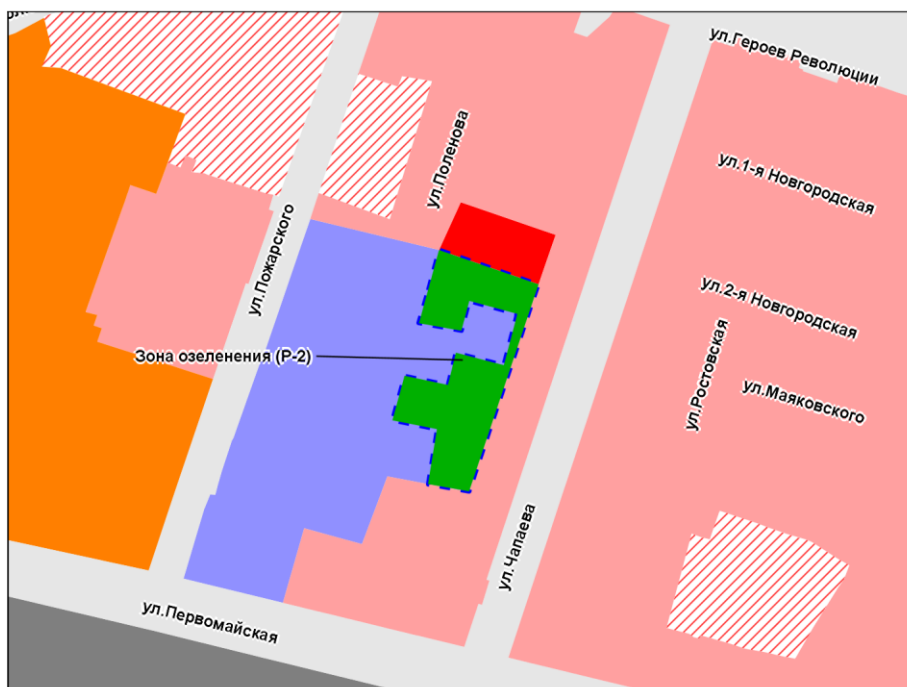 ул.Героев Революции
ул.Поленова
ул.1-я Новгородская
ул.Пожарского
ул.2-я Новгородская
Зона озеленения (Р-2)
ул.Ростовская
ул.Маяковского
ул.Чапаева
ул.Первомайская